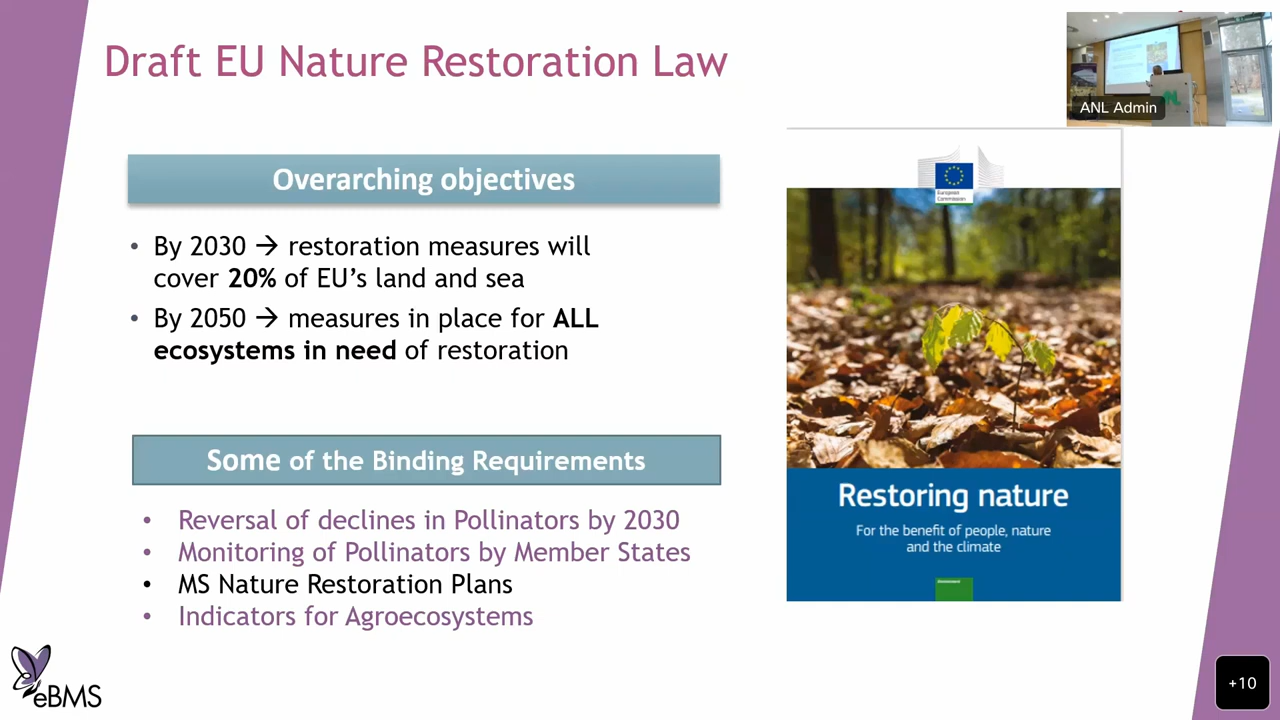 Draft EU Nature Restoration Law
ANL Admin
Overarching objectives
• By 2030 → restoration measures will
cover 20% of EU's land and sea
• By 2050 → measures in place for ALL
ecosystems in need of restoration
European
Commission
Some of the Binding Requirements
• Reversal of declines in Pollinators by 2030
• Monitoring of Pollinators by Member States
• MS Nature Restoration Plans
• Indicators for Agroecosystems
Restoring nature
For the benefit of people, nature
and the climate
Environment
eBMS
+10